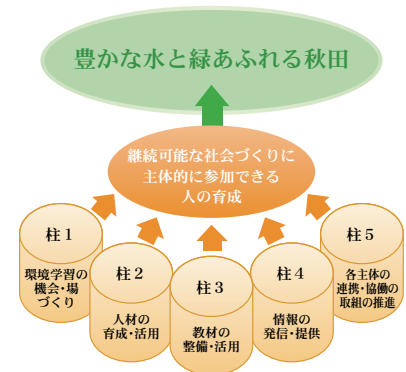 豊かな水と緑あふれる秋田
継続可能な社会づくりに
主体的に参加できる
人の育成
柱1
環境学習の
機会・場
づくり
柱2
人材の
育成・活用
柱3
教材の
整備・活用
柱4
情報の
発信・提供
柱5
各主体の
連携・協働の
取組の推進